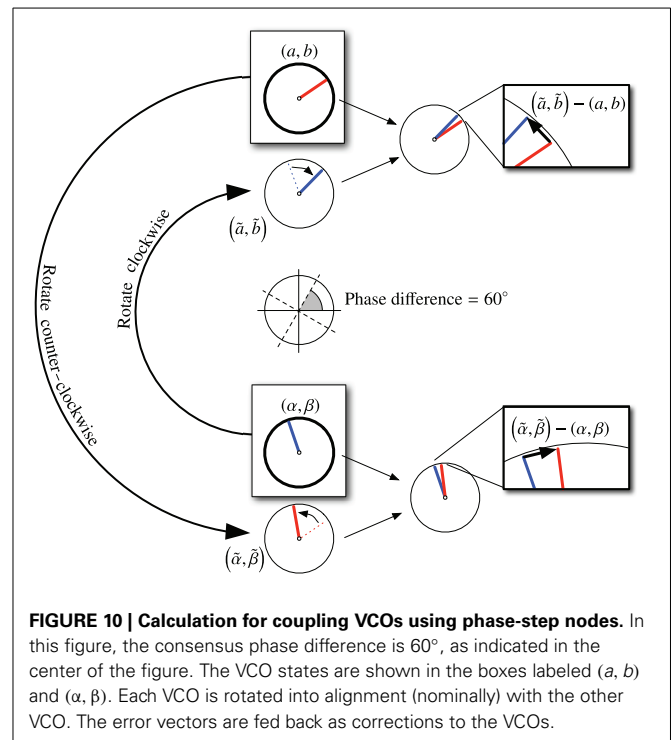 (a, b)
(ã, b̃) − (a, b)
(ã, b̃)
Rotate clockwise
Rotate counter-clockwise
Phase difference = 60°
(α, β)
(α̃, β̃) − (α, β)
(α̃, β̃)
FIGURE 10 | Calculation for coupling VCOs using phase-step nodes. In
this figure, the consensus phase difference is 60°, as indicated in the
center of the figure. The VCO states are shown in the boxes labeled (a, b)
and (α, β). Each VCO is rotated into alignment (nominally) with the other
VCO. The error vectors are fed back as corrections to the VCOs.